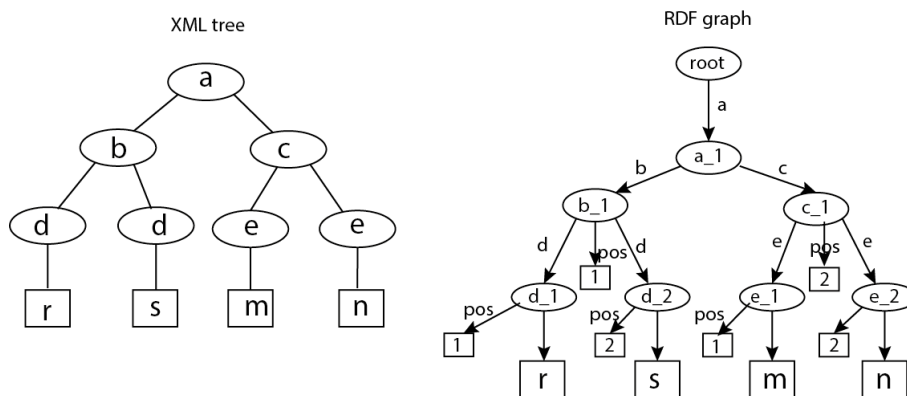 XML tree
a
b
c
d
d
e
e
r
s
m
n
RDF graph
root
a
a_1
b
c
b_1
c_1
d
pos
d
e
pos
e
1
2
d_1
d_2
e_1
e_2
pos
pos
pos
1
2
1
2
r
s
m
n